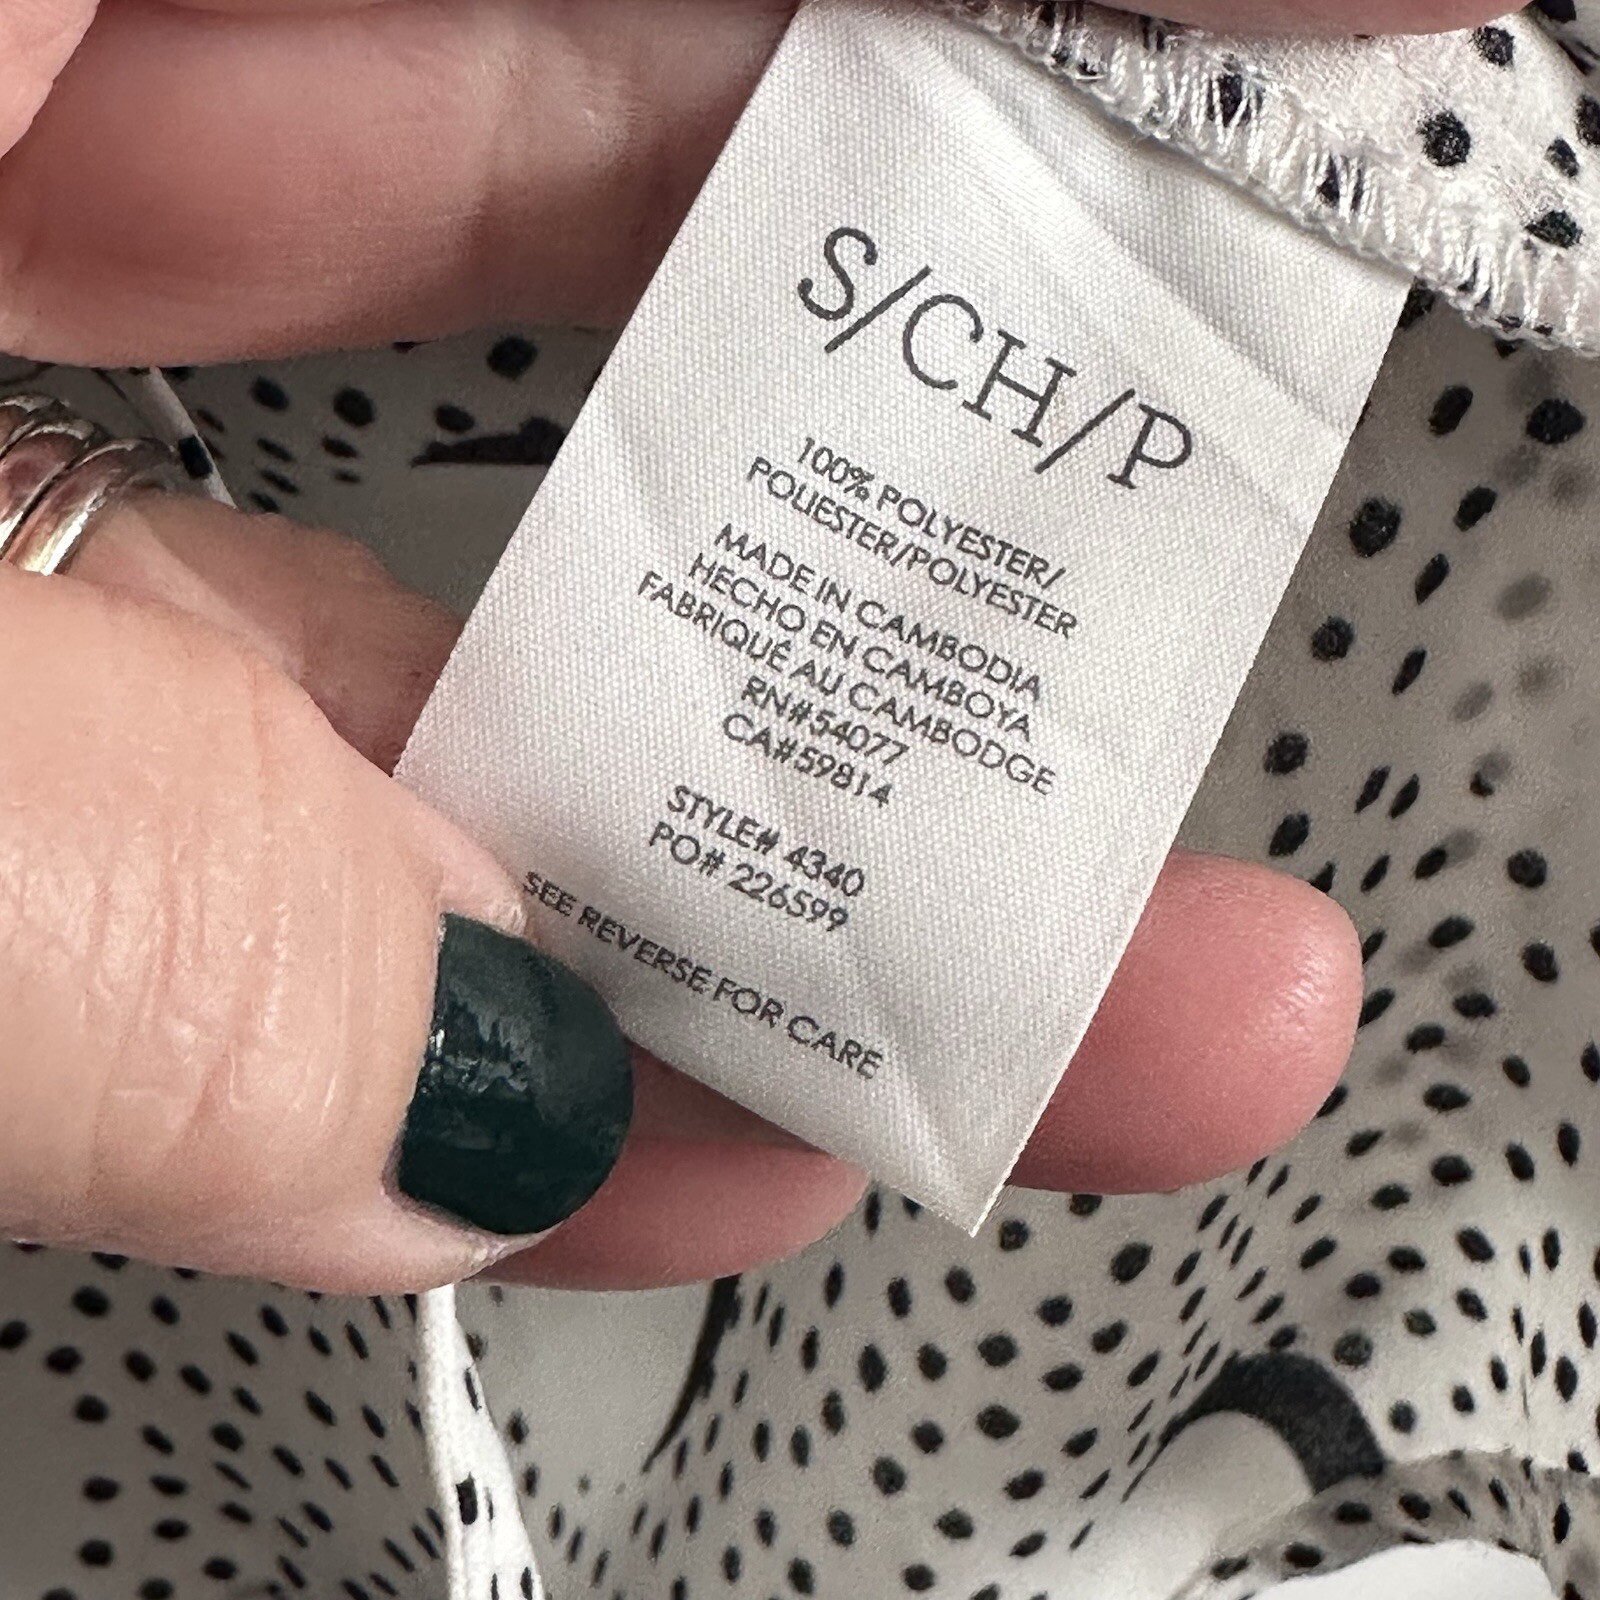 S/CH/P
100% POLYESTER/
POLIESTER/POLYESTER
MADE IN CAMBODIA
HECHO EN CAMBOYA
FABRIQUÉ AU CAMBODGE
RN#54077
CA#59814
STYLE# 4340
PO# 226599
SEE REVERSE FOR CARE